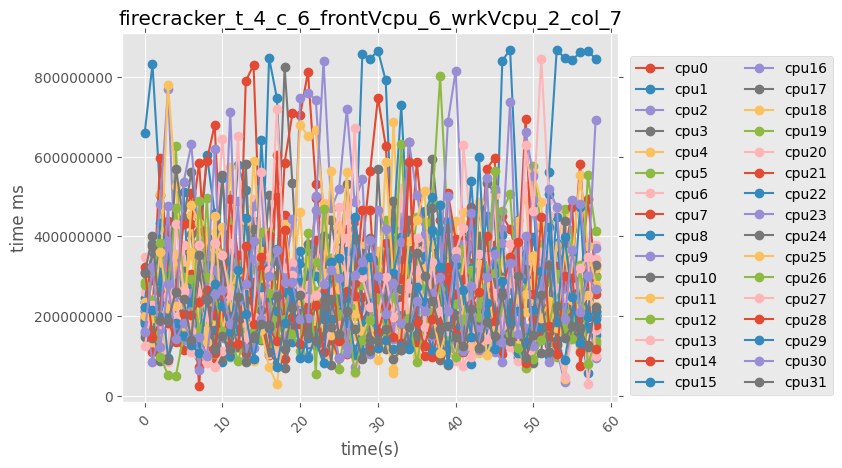 firecracker_t_4_c_6_frontVcpu_6_wrkVcpu_2_col_7
time ms
800000000
600000000
400000000
200000000
0
0
10
20
30
40
50
60
time(s)
cpu0
cpu1
cpu2
cpu3
cpu4
cpu5
cpu6
cpu7
cpu8
cpu9
cpu10
cpu11
cpu12
cpu13
cpu14
cpu15
cpu16
cpu17
cpu18
cpu19
cpu20
cpu21
cpu22
cpu23
cpu24
cpu25
cpu26
cpu27
cpu28
cpu29
cpu30
cpu31